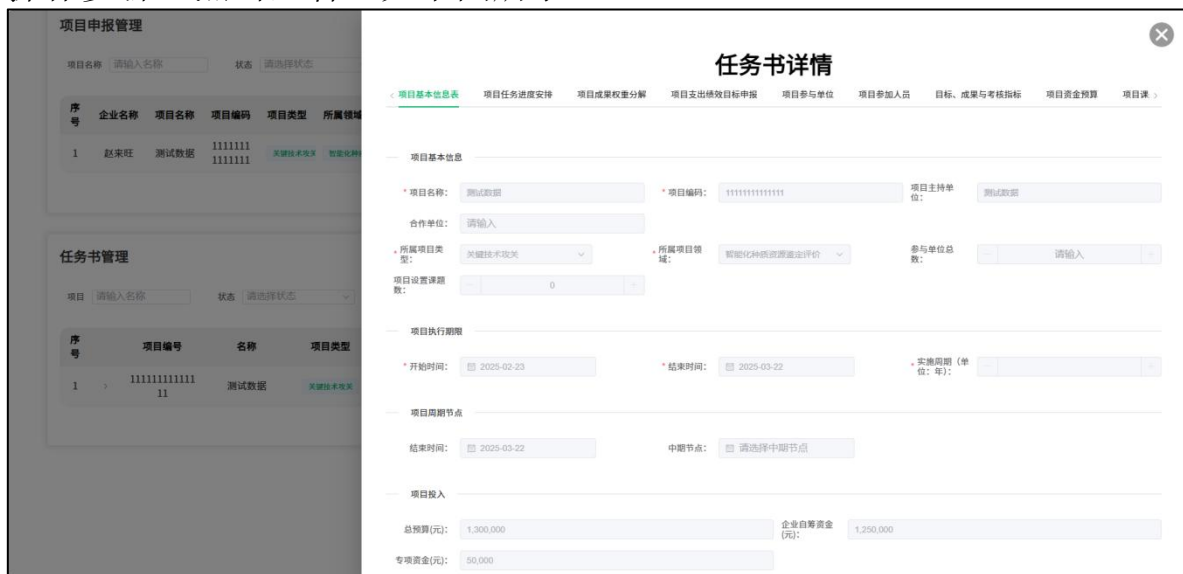 项目申报管理
项目名称 请输入名称 状态 请选择状态
序号 企业名称 项目名称 项目编码 项目类型 所属领域
1 赵来旺 测试数据 11111111111111 关键技术攻关 智能化种
任务书管理
项目 请输入名称 状态 请选择状态
序号 项目编号 名称 项目类型
1 11111111111111 测试数据 关键技术攻关
任务书详情
项目基本信息表 项目任务进度安排 项目成果权重分解 项目支出绩效目标申报 项目参与单位 项目参加人员 目标、成果与考核指标 项目资金预算 项目课
项目基本信息
* 项目名称: 测试数据 * 项目编码: 11111111111111 项目主持单位: 测试数据
合作单位: 请输入
* 所属项目类型: 关键技术攻关 * 所属项目领域: 智能化种质资源鉴定评价 参与单位总数: 请输入
项目设置课题数: 0
项目执行期限
* 开始时间: 2025-02-23 * 结束时间: 2025-03-22 * 实施周期（单位：年）:
项目周期节点
结束时间: 2025-03-22 中期节点: 请选择中期节点
项目投入
总预算(元): 1,300,000 企业自筹资金(元): 1,250,000
专项资金(元): 50,000